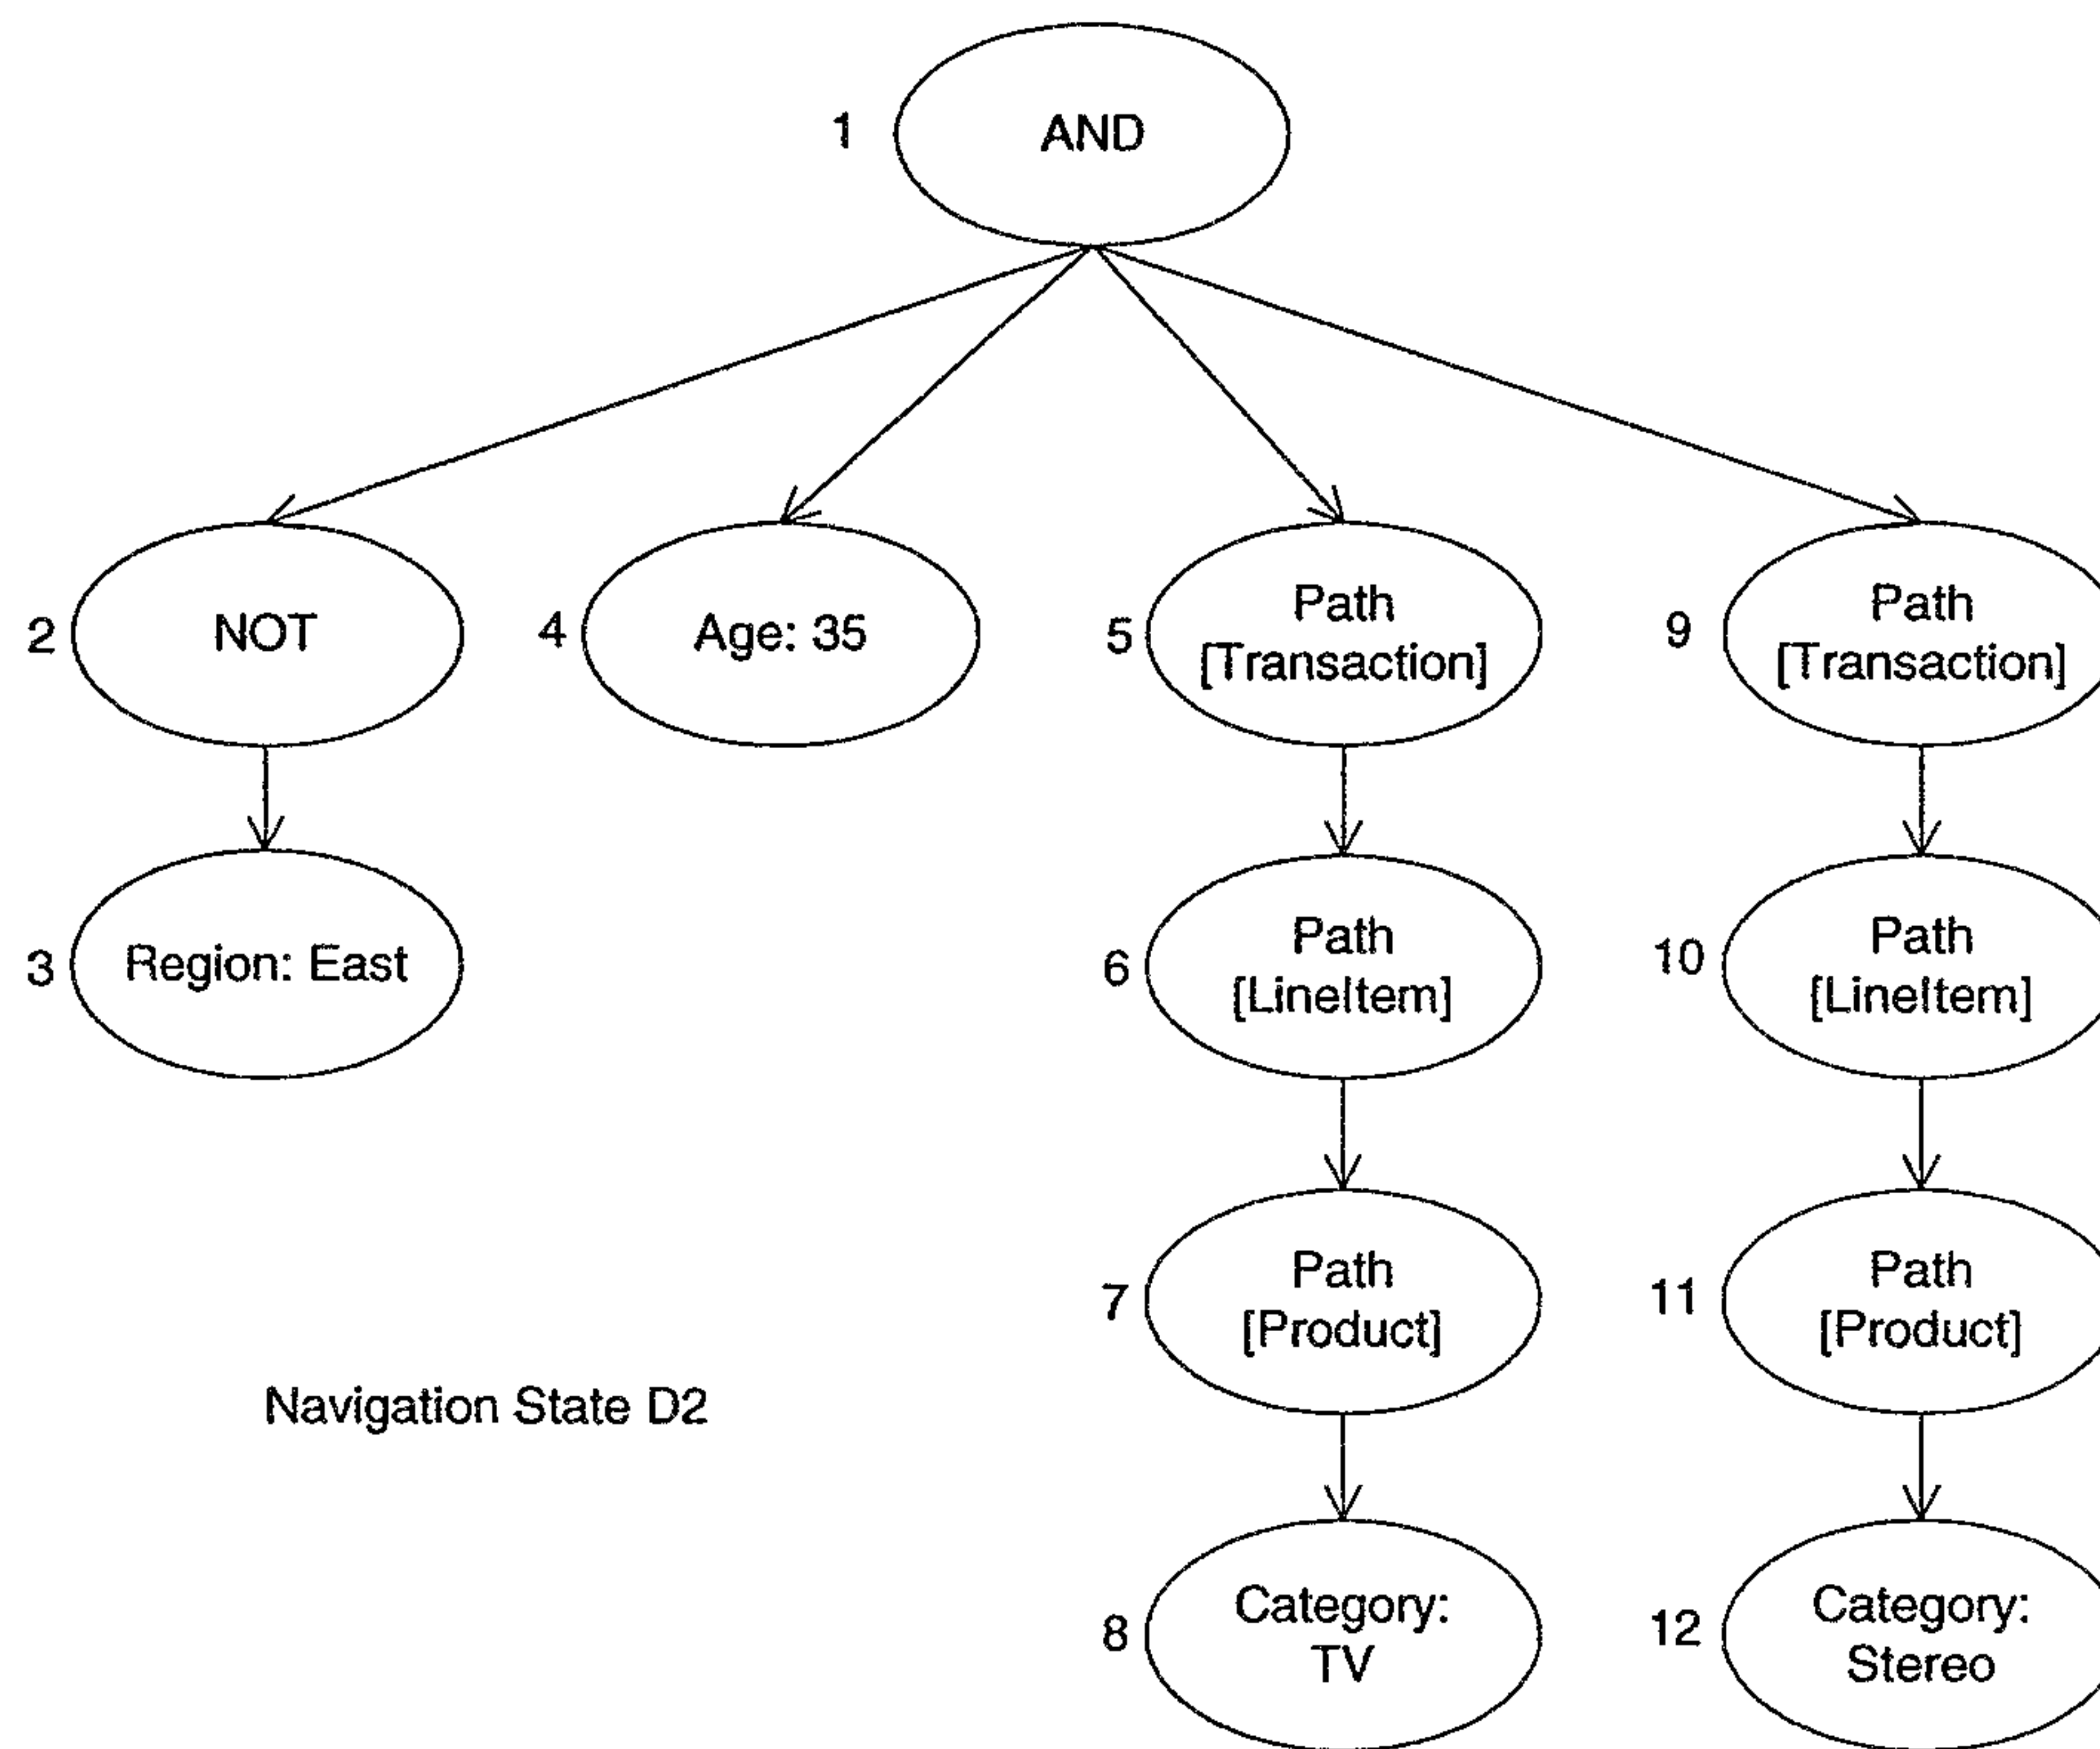 1
AND
2
NOT
4
Age: 35
5
Path
[Transaction]
9
Path
[Transaction]
3
Region: East
6
Path
[LineItem]
10
Path
[LineItem]
7
Path
[Product]
11
Path
[Product]
Navigation State D2
8
Category:
TV
12
Category:
Stereo